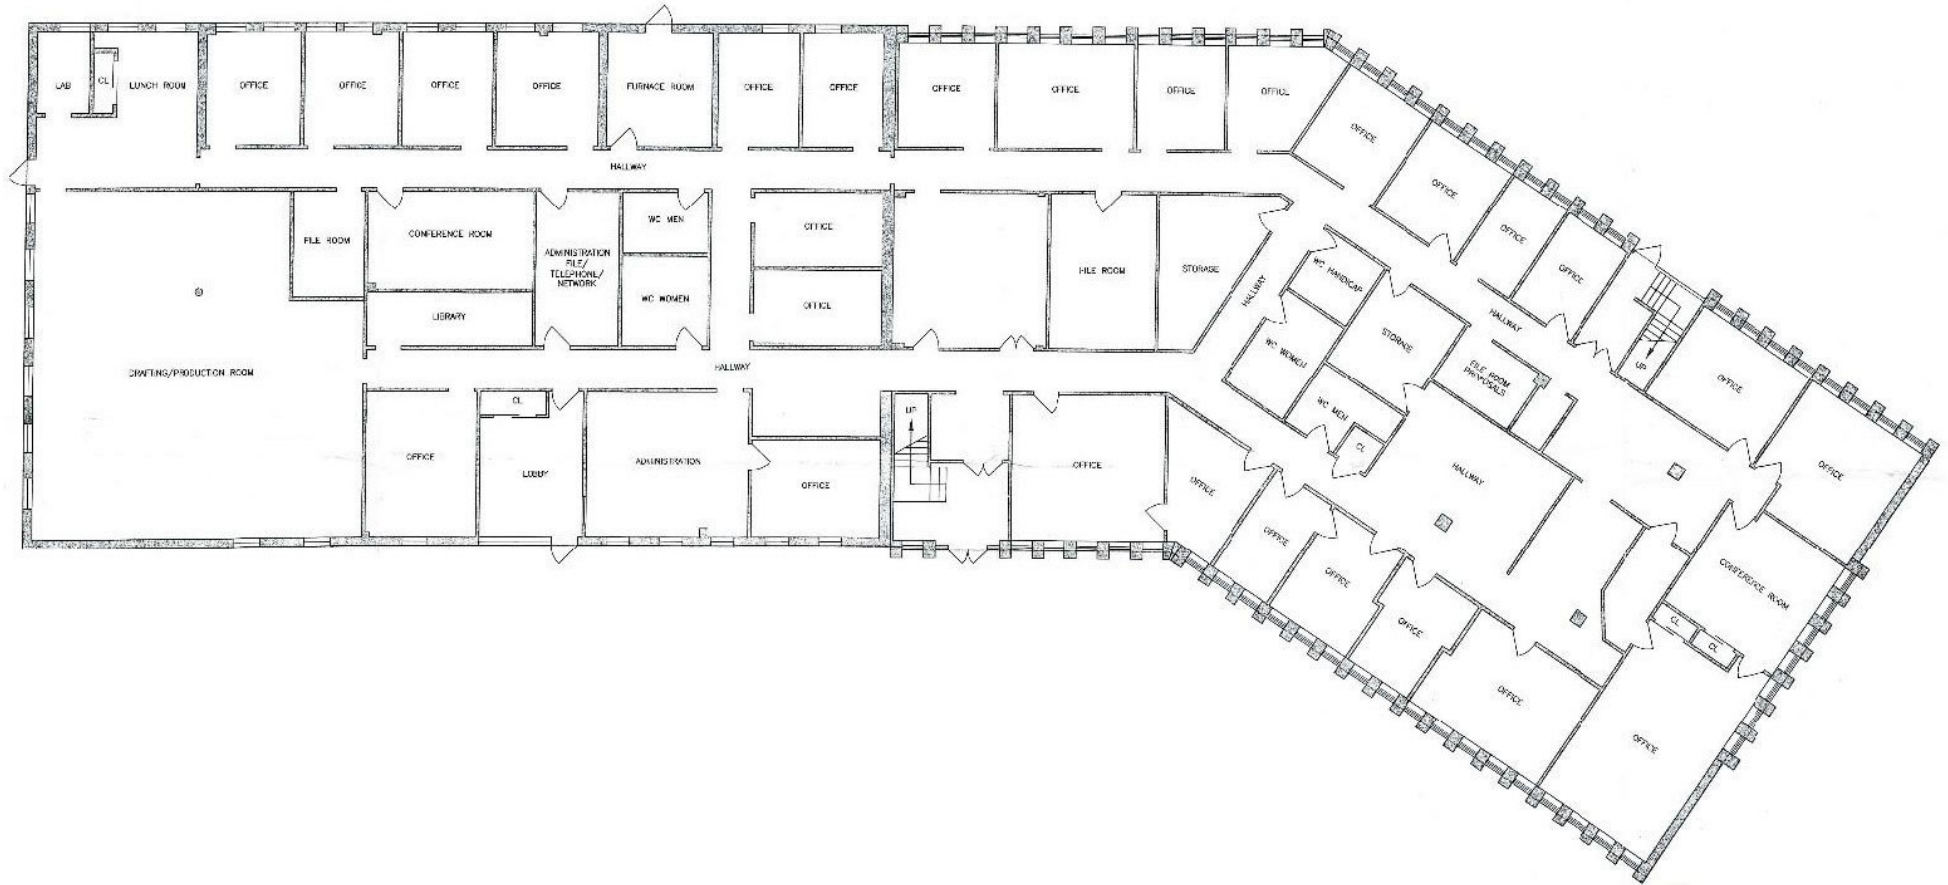 LAB
CL
LUNCH ROOM
OFFICE
OFFICE
OFFICE
OFFICE
FURNACE ROOM
OFFICE
OFFICE
OFFICE
OFFICE
OFFICE
OFFICE
OFFICE
HALLWAY
OFFICE
OFFICE
OFFICE
FILE ROOM
CONFERENCE ROOM
ADMINISTRATION
FILE/
TELEPHONE/
NETWORK
WC MEN
WC WOMEN
OFFICE
OFFICE
LIBRARY
FILE ROOM
STORAGE
HALLWAY
WC HANDICAP
WC WOMEN
STORAGE
HALLWAY
FILE ROOM
PROPOSALS
UP
OFFICE
DRAFTING/PRODUCTION ROOM
HALLWAY
CL
OFFICE
LOBBY
ADMINISTRATION
OFFICE
UP
OFFICE
OFFICE
WC MEN
CL
HALLWAY
OFFICE
OFFICE
OFFICE
OFFICE
OFFICE
CONFERENCE ROOM
CL
CL
OFFICE